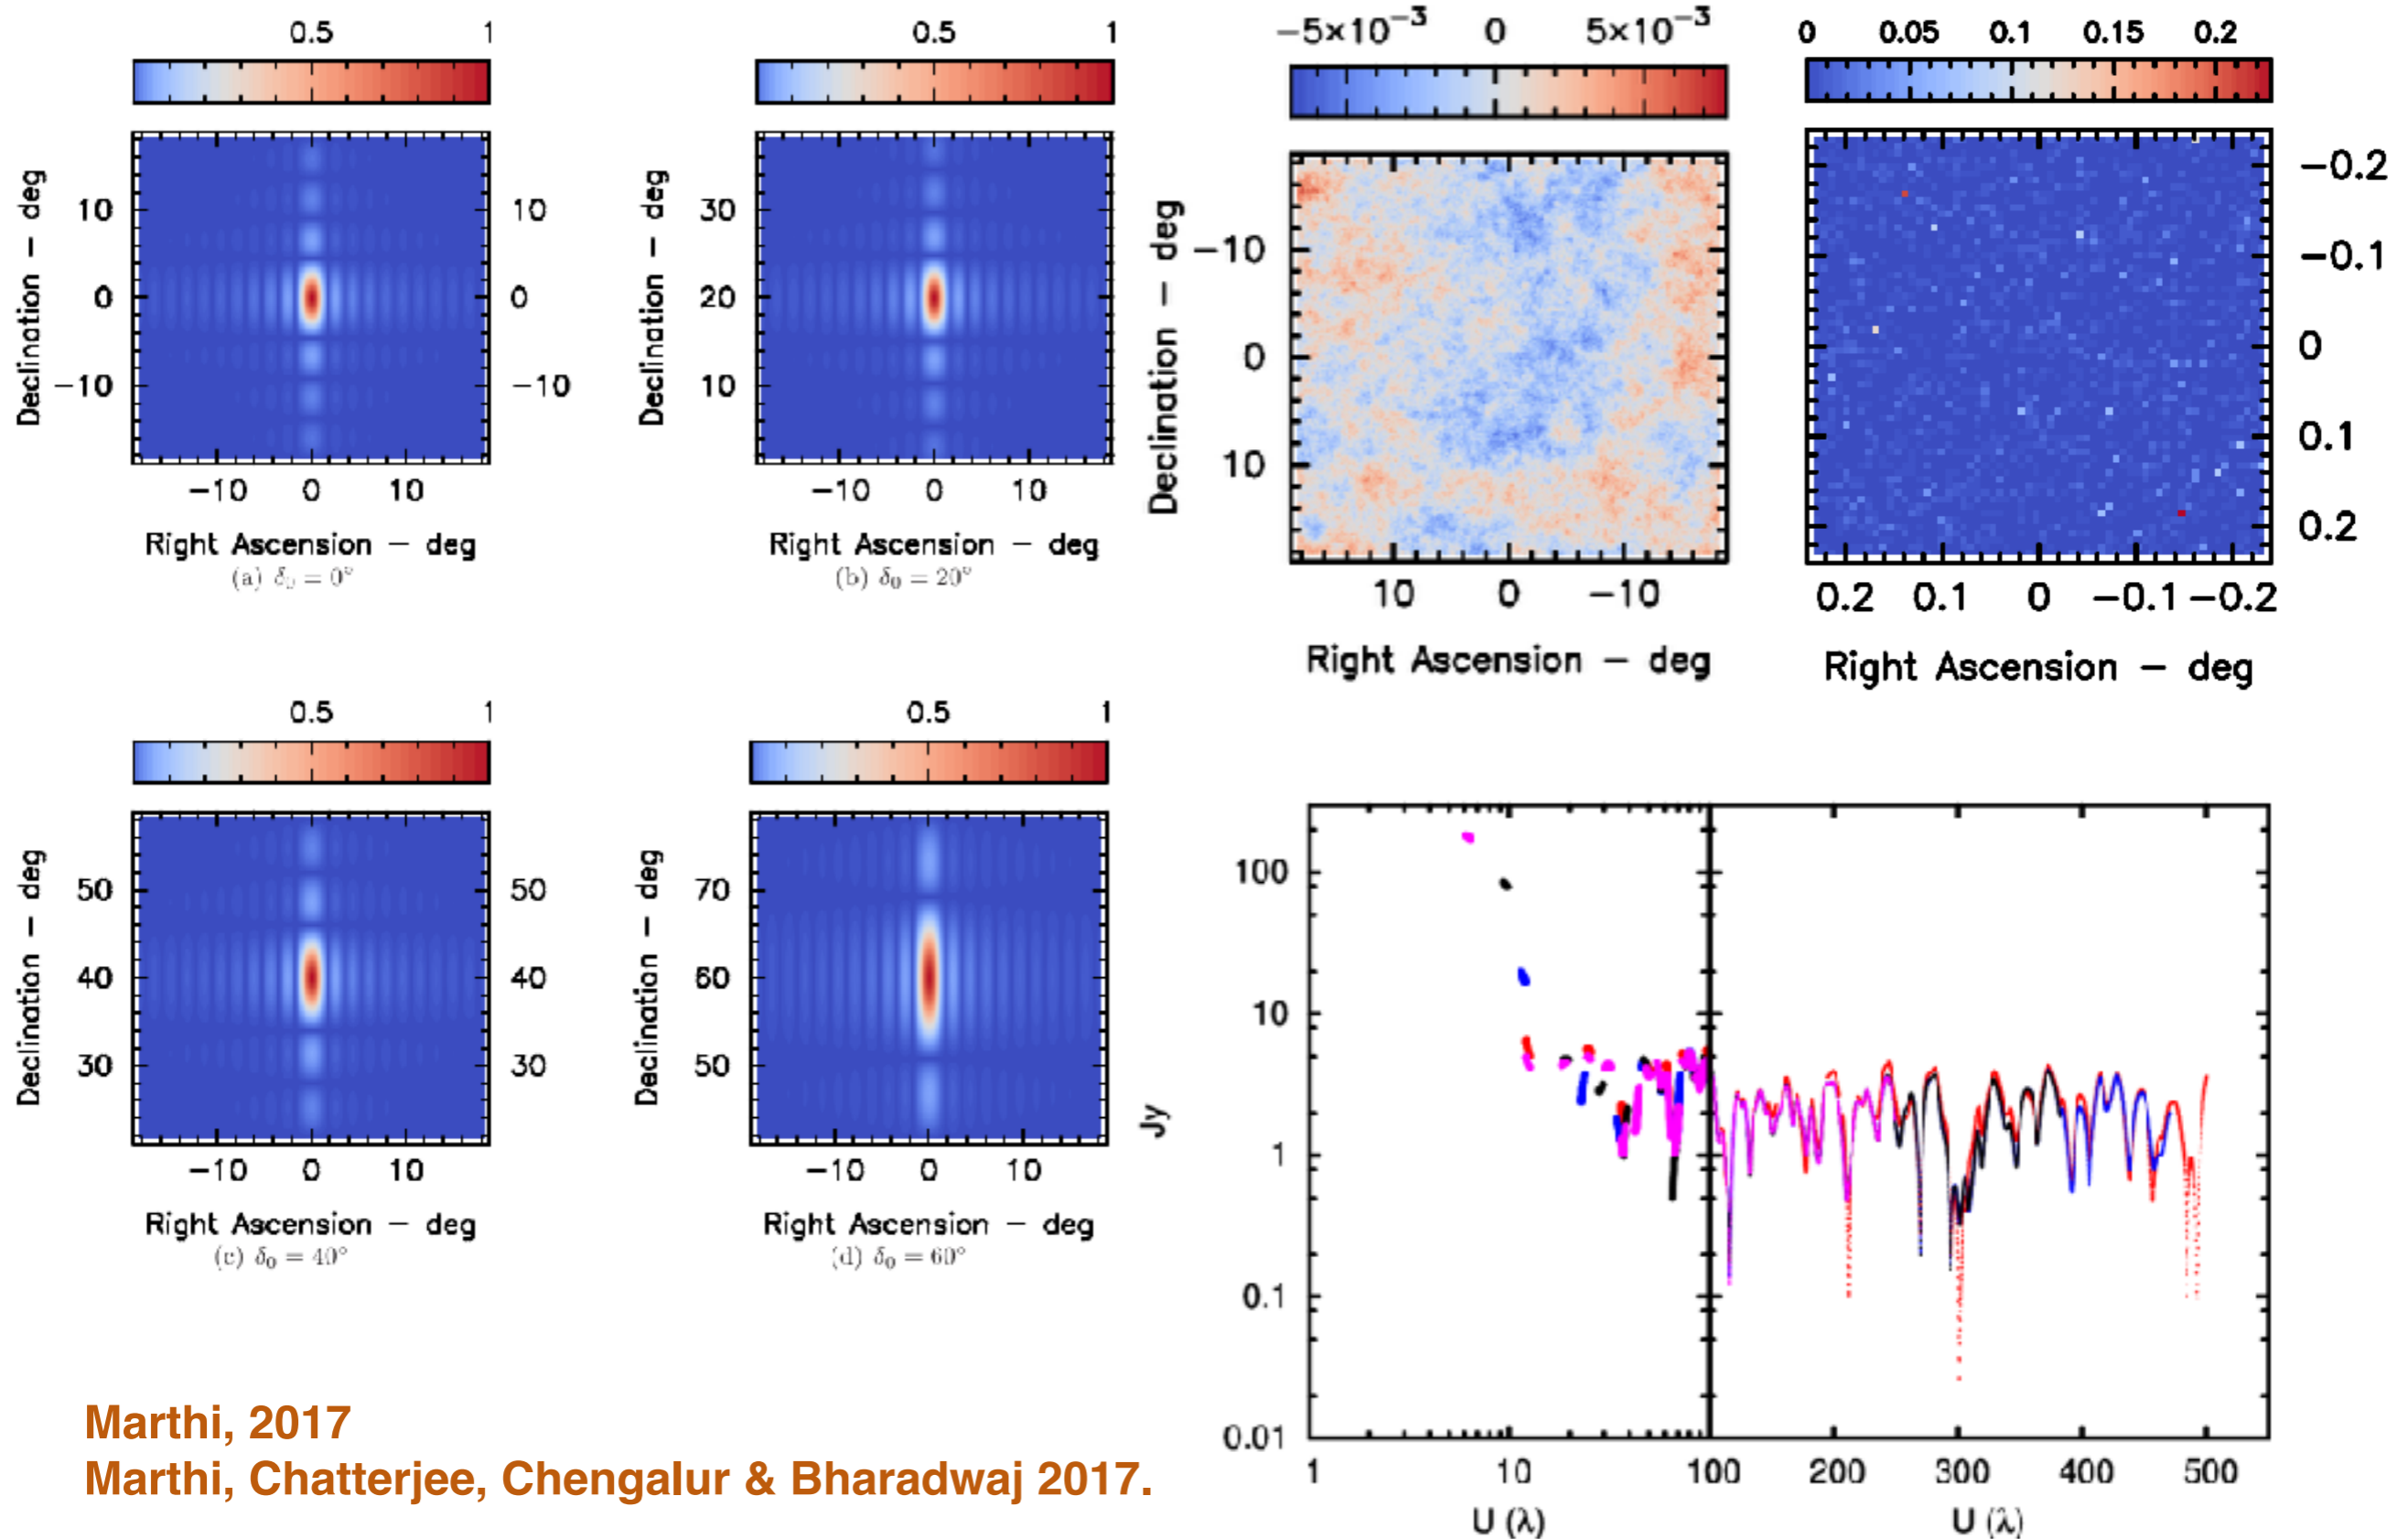 0.5 1
Declination – deg
10
0
−10
10
0
−10
−10 0 10
Right Ascension – deg
(a) δ₀ = 0°
0.5 1
Declination – deg
30
20
10
−10 0 10
Right Ascension – deg
(b) δ₀ = 20°
−5×10⁻³ 0 5×10⁻³
Declination – deg
−10
0
10
10 0 −10
Right Ascension – deg
0 0.05 0.1 0.15 0.2
−0.2
−0.1
0
0.1
0.2
0.2 0.1 0 −0.1 −0.2
Right Ascension – deg
0.5 1
Declination – deg
50
40
30
50
40
30
−10 0 10
Right Ascension – deg
(c) δ₀ = 40°
0.5 1
Declination – deg
70
60
50
−10 0 10
Right Ascension – deg
(d) δ₀ = 60°
Jy
100
10
1
0.1
0.01
1 10 100 200 300 400 500
U (λ) U (λ)
Marthi, 2017
Marthi, Chatterjee, Chengalur & Bharadwaj 2017.